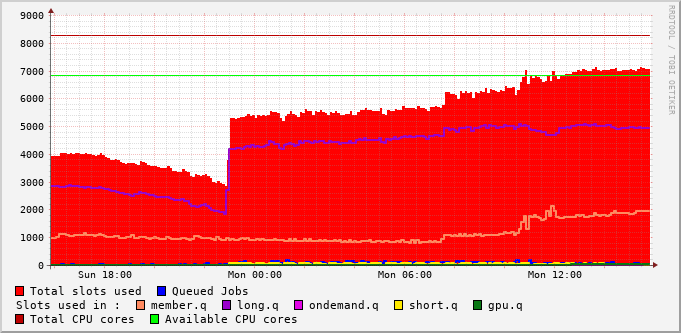 9000
8000
7000
6000
5000
4000
3000
2000
1000
0
Sun 18:00 Mon 00:00 Mon 06:00 Mon 12:00
RRDTOOL / TOBI OETIKER
Total slots used Queued Jobs
Slots used in : member.q long.q ondemand.q short.q gpu.q
Total CPU cores Available CPU cores